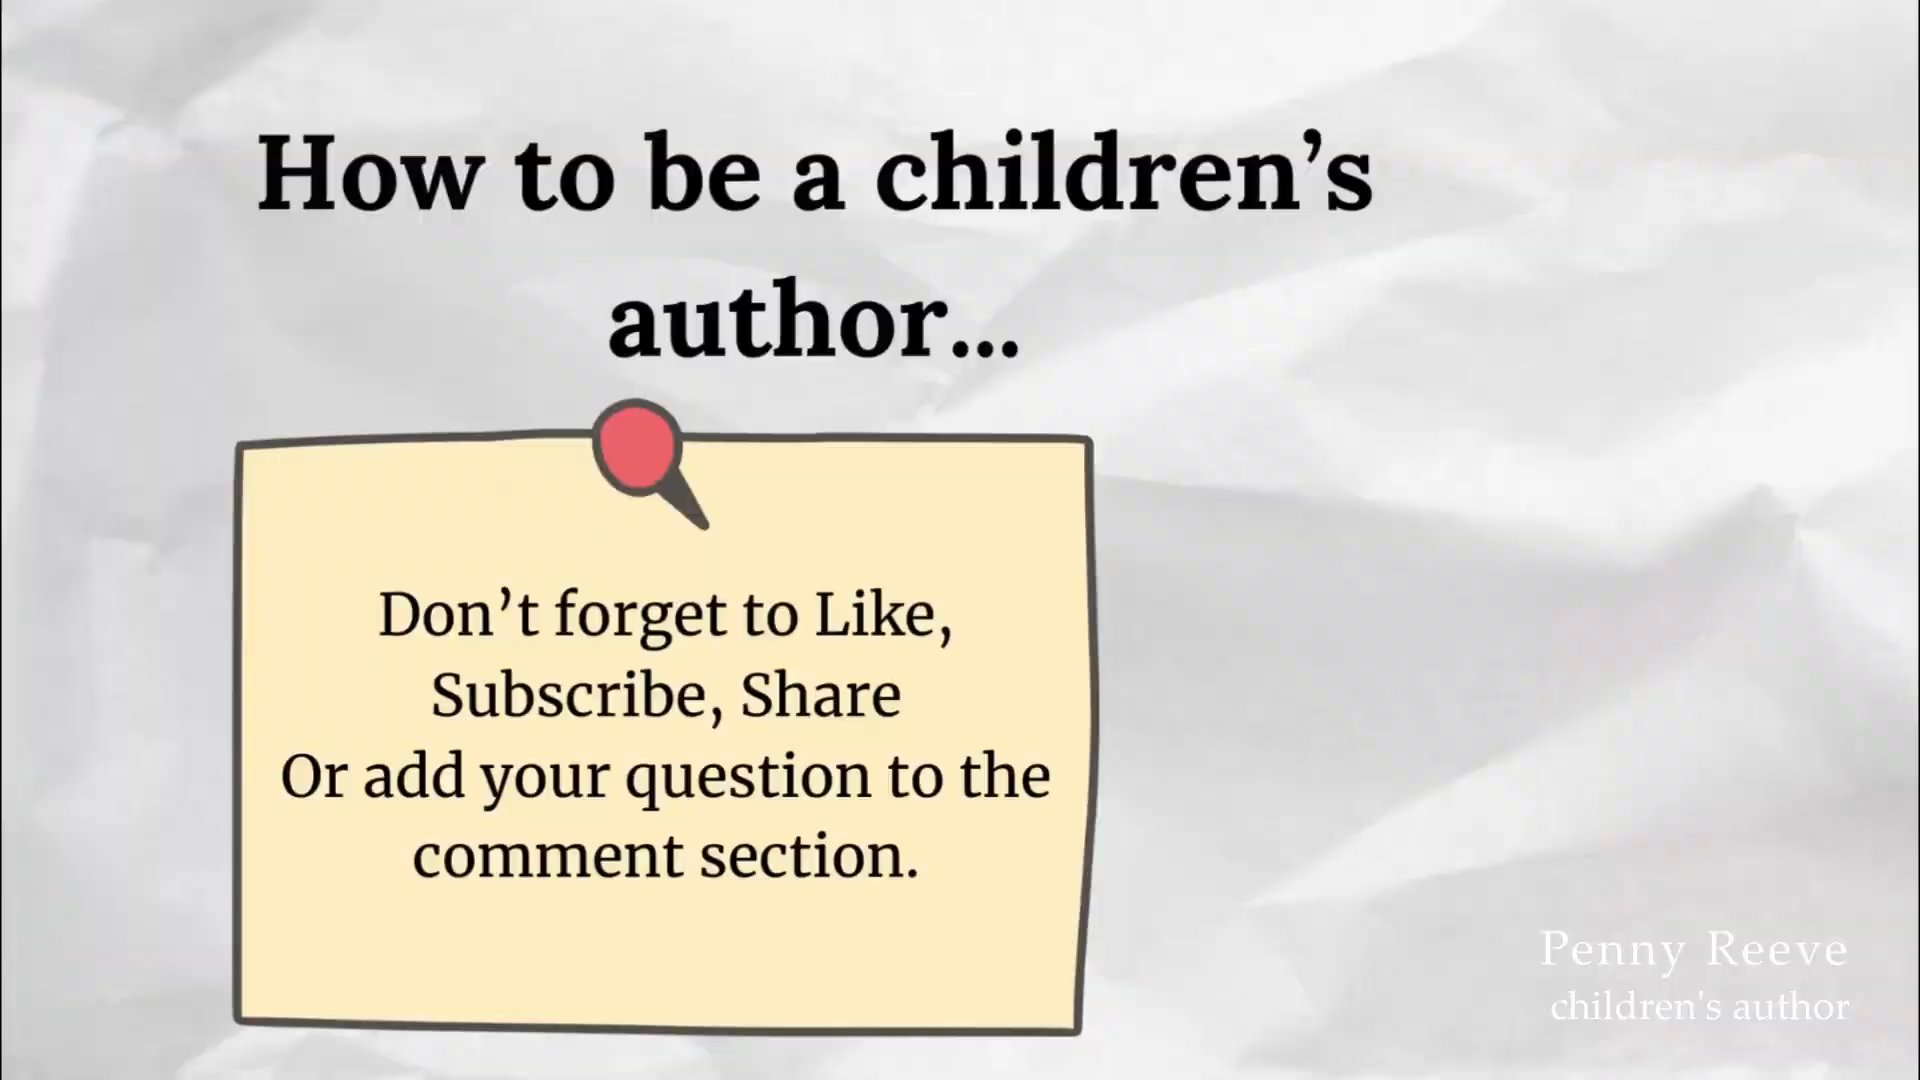 How to be a children’s
author...
Don’t forget to Like,
Subscribe, Share
Or add your question to the
comment section.
Penny Reeve
children's author